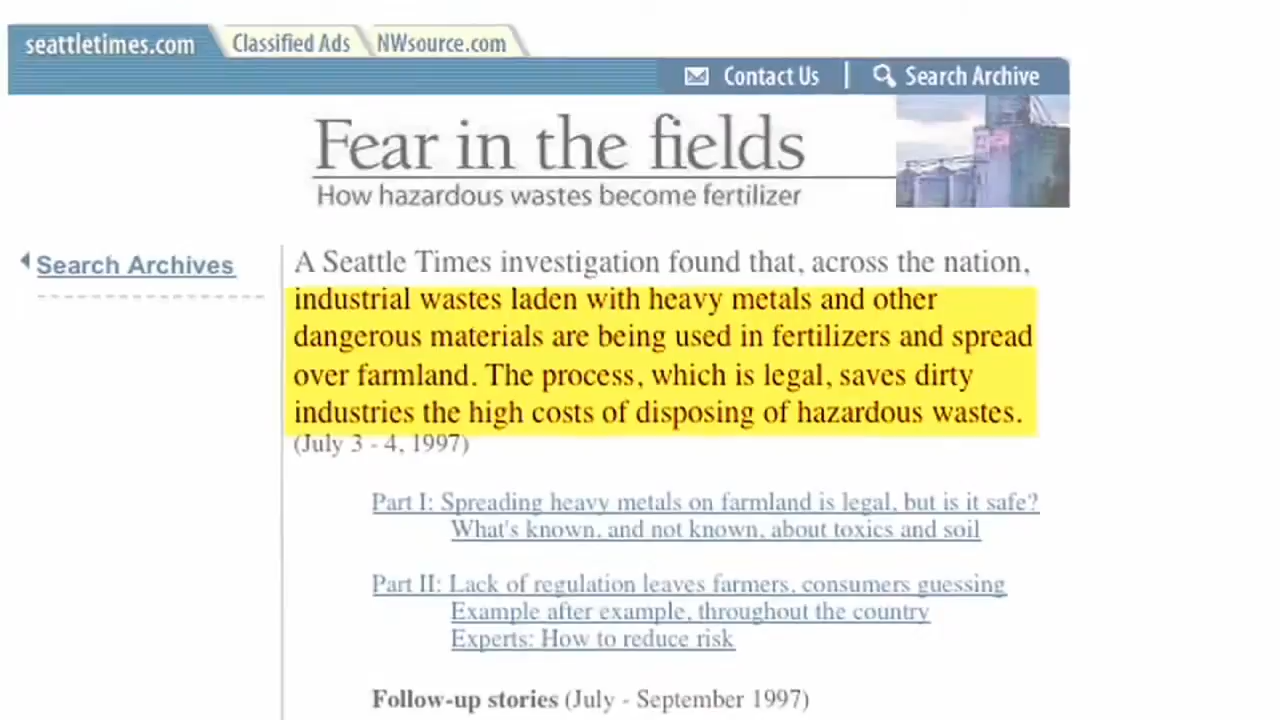 seattletimes.com Classified Ads NWsource.com
Contact Us Search Archive
Fear in the fields
How hazardous wastes become fertilizer
Search Archives
A Seattle Times investigation found that, across the nation,
industrial wastes laden with heavy metals and other
dangerous materials are being used in fertilizers and spread
over farmland. The process, which is legal, saves dirty
industries the high costs of disposing of hazardous wastes.
(July 3 - 4, 1997)
Part I: Spreading heavy metals on farmland is legal, but is it safe?
What's known, and not known, about toxics and soil
Part II: Lack of regulation leaves farmers, consumers guessing
Example after example, throughout the country
Experts: How to reduce risk
Follow-up stories (July - September 1997)